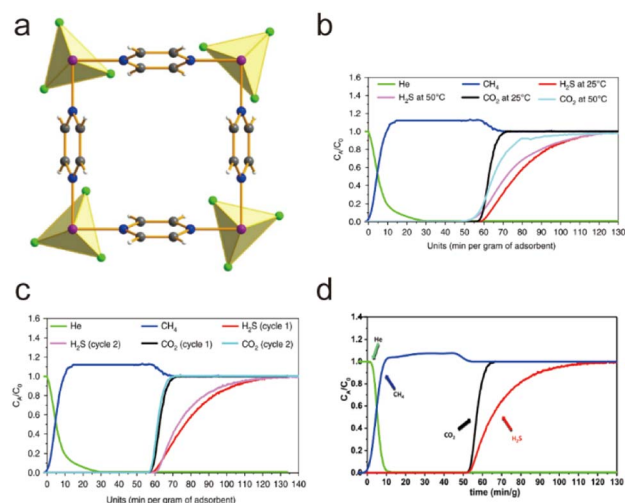 a
b
1.6
1.4
1.2
1.0
0.8
0.6
0.4
0.2
0.0
C_A/C_0
He
CH₄
H₂S at 25°C
H₂S at 50°C
CO₂ at 25°C
CO₂ at 50°C
0 10 20 30 40 50 60 70 80 90 100 110 120 130
Units (min per gram of adsorbent)
c
1.6
1.4
1.2
1.0
0.8
0.6
0.4
0.2
0.0
C_A/C_0
He
CH₄
H₂S (cycle 1)
H₂S (cycle 2)
CO₂ (cycle 1)
CO₂ (cycle 2)
0 10 20 30 40 50 60 70 80 90 100 110 120 130 140
Units (min per gram of adsorbent)
d
1.4
1.2
1.0
0.8
0.6
0.4
0.2
0.0
C_A/C_0
He
CH₄
CO₂
H₂S
0 10 20 30 40 50 60 70 80 90 100 110 120 130
time (min/g)